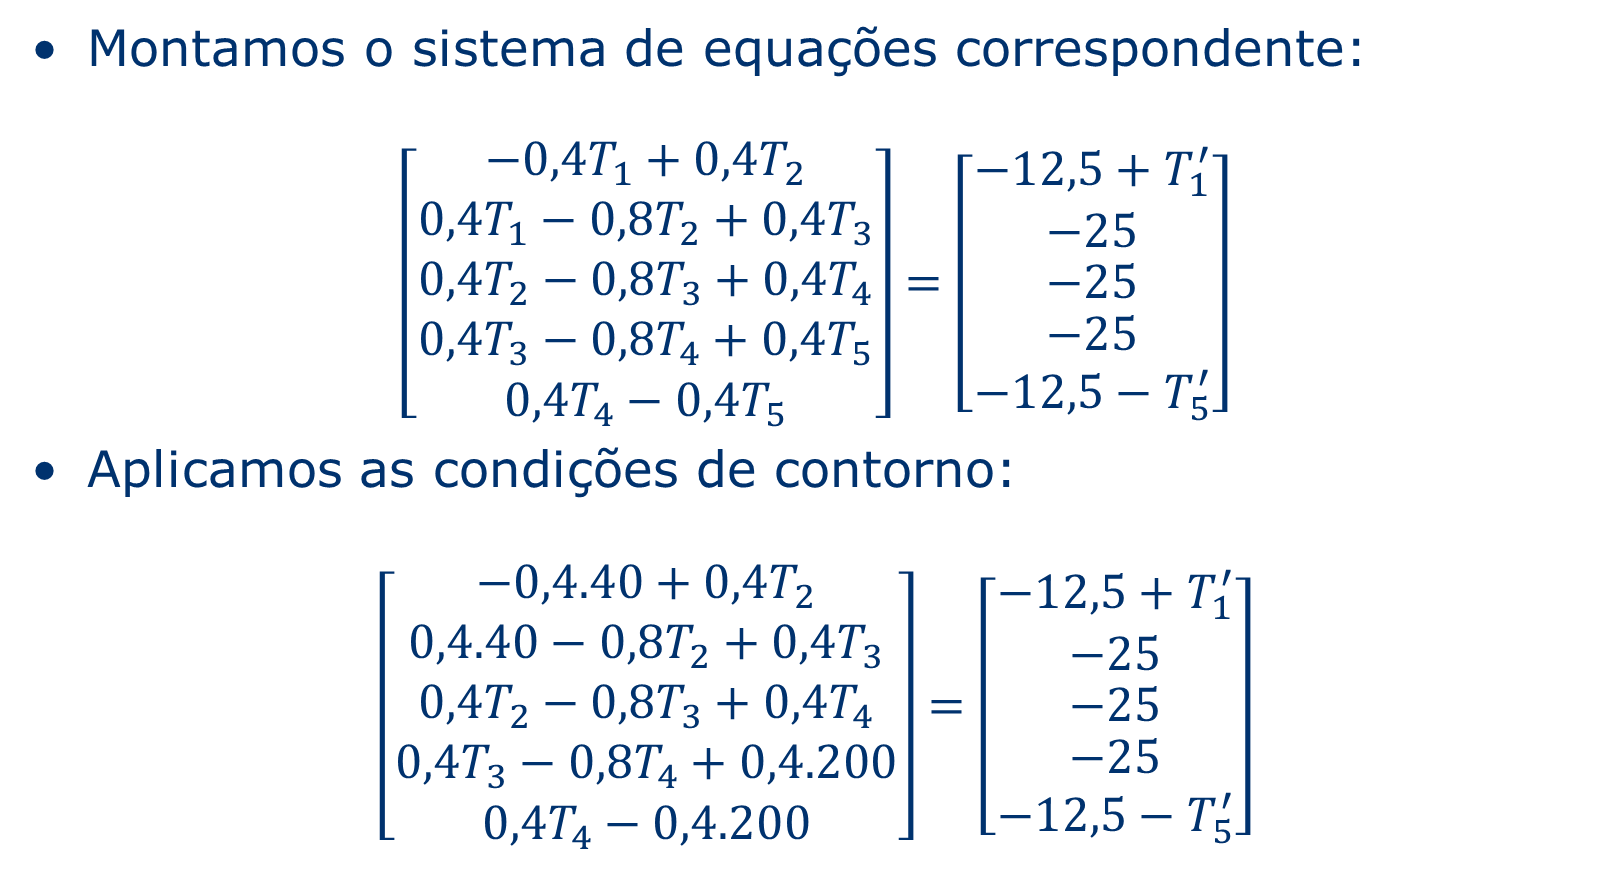 • Montamos o sistema de equações correspondente:
−0,4T₁ + 0,4T₂
0,4T₁ − 0,8T₂ + 0,4T₃
0,4T₂ − 0,8T₃ + 0,4T₄
0,4T₃ − 0,8T₄ + 0,4T₅
0,4T₄ − 0,4T₅
=
−12,5 + T₁′
−25
−25
−25
−12,5 − T₅′
• Aplicamos as condições de contorno:
−0,4.40 + 0,4T₂
0,4.40 − 0,8T₂ + 0,4T₃
0,4T₂ − 0,8T₃ + 0,4T₄
0,4T₃ − 0,8T₄ + 0,4.200
0,4T₄ − 0,4.200
=
−12,5 + T₁′
−25
−25
−25
−12,5 − T₅′